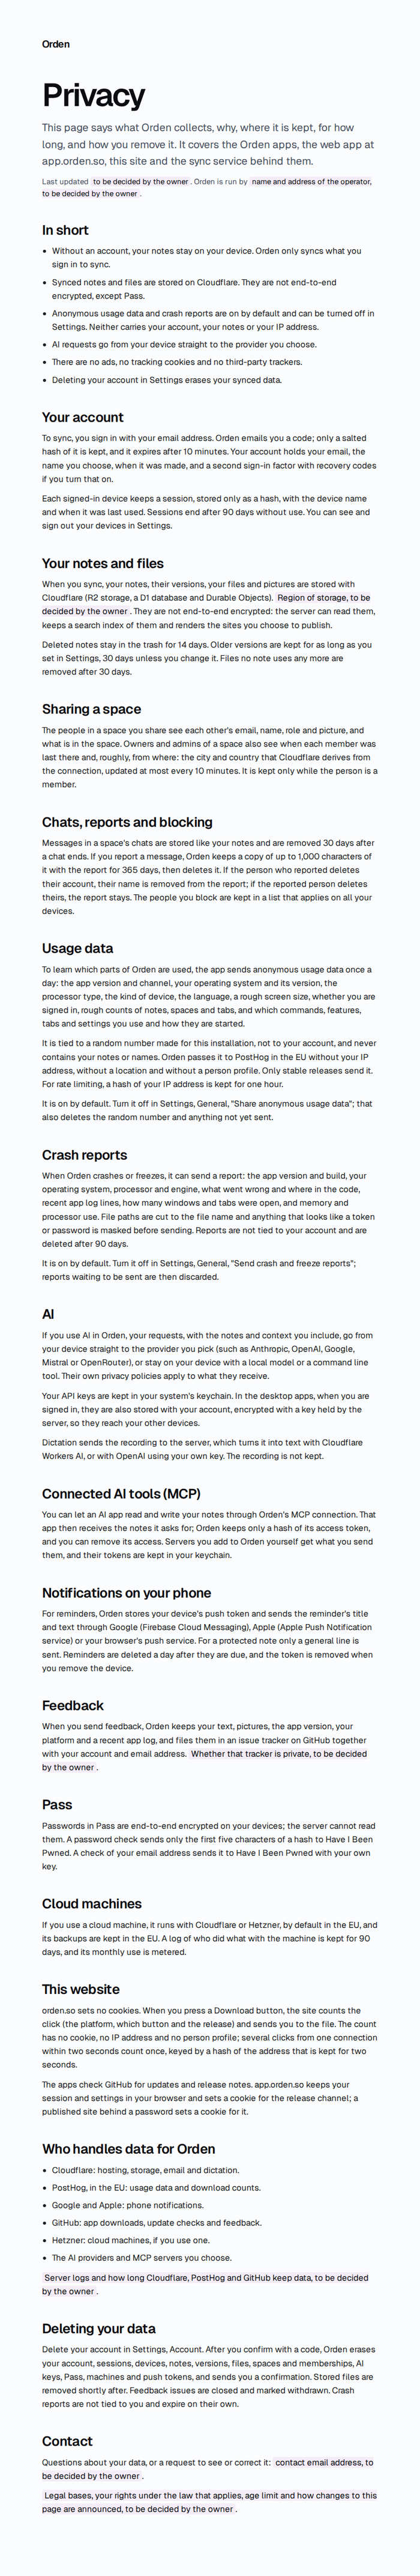 Orden
Privacy
This page says what Orden collects, why, where it is kept, for how
long, and how you remove it. It covers the Orden apps, the web app at
app.orden.so, this site and the sync service behind them.
Last updated to be decided by the owner . Orden is run by name and address of the operator,
to be decided by the owner .
In short
• Without an account, your notes stay on your device. Orden only syncs what you
sign in to sync.
• Synced notes and files are stored on Cloudflare. They are not end-to-end
encrypted, except Pass.
• Anonymous usage data and crash reports are on by default and can be turned off in
Settings. Neither carries your account, your notes or your IP address.
• AI requests go from your device straight to the provider you choose.
• There are no ads, no tracking cookies and no third-party trackers.
• Deleting your account in Settings erases your synced data.
Your account
To sync, you sign in with your email address. Orden emails you a code; only a salted
hash of it is kept, and it expires after 10 minutes. Your account holds your email, the
name you choose, when it was made, and a second sign-in factor with recovery codes
if you turn that on.
Each signed-in device keeps a session, stored only as a hash, with the device name
and when it was last used. Sessions end after 90 days without use. You can see and
sign out your devices in Settings.
Your notes and files
When you sync, your notes, their versions, your files and pictures are stored with
Cloudflare (R2 storage, a D1 database and Durable Objects). Region of storage, to be
decided by the owner . They are not end-to-end encrypted: the server can read them,
keeps a search index of them and renders the sites you choose to publish.
Deleted notes stay in the trash for 14 days. Older versions are kept for as long as you
set in Settings, 30 days unless you change it. Files no note uses any more are
removed after 30 days.
Sharing a space
The people in a space you share see each other's email, name, role and picture, and
what is in the space. Owners and admins of a space also see when each member was
last there and, roughly, from where: the city and country that Cloudflare derives from
the connection, updated at most every 10 minutes. It is kept only while the person is a
member.
Chats, reports and blocking
Messages in a space's chats are stored like your notes and are removed 30 days after
a chat ends. If you report a message, Orden keeps a copy of up to 1,000 characters of
it with the report for 365 days, then deletes it. If the person who reported deletes
their account, their name is removed from the report; if the reported person deletes
theirs, the report stays. The people you block are kept in a list that applies on all your
devices.
Usage data
To learn which parts of Orden are used, the app sends anonymous usage data once a
day: the app version and channel, your operating system and its version, the
processor type, the kind of device, the language, a rough screen size, whether you are
signed in, rough counts of notes, spaces and tabs, and which commands, features,
tabs and settings you use and how they are started.
It is tied to a random number made for this installation, not to your account, and never
contains your notes or names. Orden passes it to PostHog in the EU without your IP
address, without a location and without a person profile. Only stable releases send it.
For rate limiting, a hash of your IP address is kept for one hour.
It is on by default. Turn it off in Settings, General, "Share anonymous usage data"; that
also deletes the random number and anything not yet sent.
Crash reports
When Orden crashes or freezes, it can send a report: the app version and build, your
operating system, processor and engine, what went wrong and where in the code,
recent app log lines, how many windows and tabs were open, and memory and
processor use. File paths are cut to the file name and anything that looks like a token
or password is masked before sending. Reports are not tied to your account and are
deleted after 90 days.
It is on by default. Turn it off in Settings, General, "Send crash and freeze reports";
reports waiting to be sent are then discarded.
AI
If you use AI in Orden, your requests, with the notes and context you include, go from
your device straight to the provider you pick (such as Anthropic, OpenAI, Google,
Mistral or OpenRouter), or stay on your device with a local model or a command line
tool. Their own privacy policies apply to what they receive.
Your API keys are kept in your system's keychain. In the desktop apps, when you are
signed in, they are also stored with your account, encrypted with a key held by the
server, so they reach your other devices.
Dictation sends the recording to the server, which turns it into text with Cloudflare
Workers AI, or with OpenAI using your own key. The recording is not kept.
Connected AI tools (MCP)
You can let an AI app read and write your notes through Orden's MCP connection. That
app then receives the notes it asks for; Orden keeps only a hash of its access token,
and you can remove its access. Servers you add to Orden yourself get what you send
them, and their tokens are kept in your keychain.
Notifications on your phone
For reminders, Orden stores your device's push token and sends the reminder's title
and text through Google (Firebase Cloud Messaging), Apple (Apple Push Notification
service) or your browser's push service. For a protected note only a general line is
sent. Reminders are deleted a day after they are due, and the token is removed when
you remove the device.
Feedback
When you send feedback, Orden keeps your text, pictures, the app version, your
platform and a recent app log, and files them in an issue tracker on GitHub together
with your account and email address. Whether that tracker is private, to be decided
by the owner .
Pass
Passwords in Pass are end-to-end encrypted on your devices; the server cannot read
them. A password check sends only the first five characters of a hash to Have I Been
Pwned. A check of your email address sends it to Have I Been Pwned with your own
key.
Cloud machines
If you use a cloud machine, it runs with Cloudflare or Hetzner, by default in the EU, and
its backups are kept in the EU. A log of who did what with the machine is kept for 90
days, and its monthly use is metered.
This website
orden.so sets no cookies. When you press a Download button, the site counts the
click (the platform, which button and the release) and sends you to the file. The count
has no cookie, no IP address and no person profile; several clicks from one connection
within two seconds count once, keyed by a hash of the address that is kept for two
seconds.
The apps check GitHub for updates and release notes. app.orden.so keeps your
session and settings in your browser and sets a cookie for the release channel; a
published site behind a password sets a cookie for it.
Who handles data for Orden
• Cloudflare: hosting, storage, email and dictation.
• PostHog, in the EU: usage data and download counts.
• Google and Apple: phone notifications.
• GitHub: app downloads, update checks and feedback.
• Hetzner: cloud machines, if you use one.
• The AI providers and MCP servers you choose.
Server logs and how long Cloudflare, PostHog and GitHub keep data, to be decided
by the owner .
Deleting your data
Delete your account in Settings, Account. After you confirm with a code, Orden erases
your account, sessions, devices, notes, versions, files, spaces and memberships, AI
keys, Pass, machines and push tokens, and sends you a confirmation. Stored files are
removed shortly after. Feedback issues are closed and marked withdrawn. Crash
reports are not tied to you and expire on their own.
Contact
Questions about your data, or a request to see or correct it: contact email address, to
be decided by the owner .
Legal bases, your rights under the law that applies, age limit and how changes to this
page are announced, to be decided by the owner .